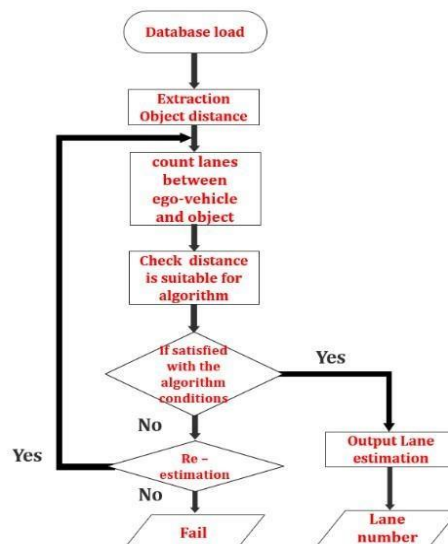 Database load
Extraction
Object distance
count lanes
between
ego-vehicle
and object
Check distance
is suitable for
algorithm
If satisfied
with the
algorithm
conditions
Yes
No
Re –
estimation
Yes
No
Fail
Output Lane
estimation
Lane
number